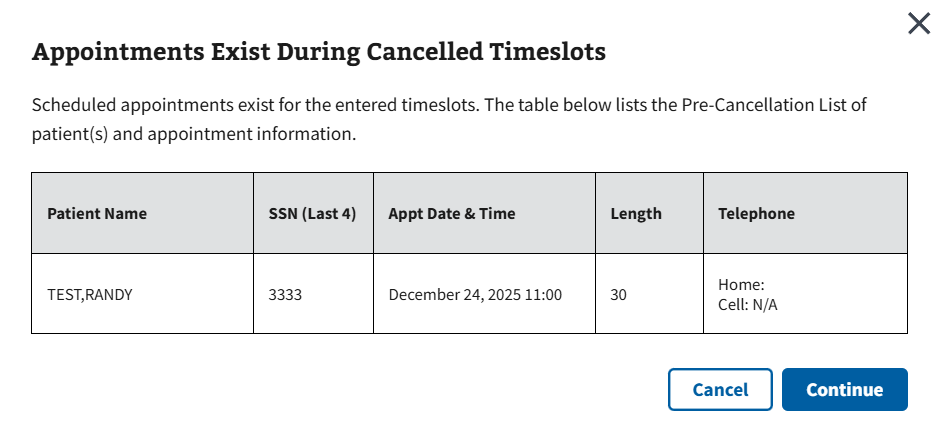 Appointments Exist During Cancelled Timeslots
Scheduled appointments exist for the entered timeslots. The table below lists the Pre-Cancellation List of
patient(s) and appointment information.
Patient Name SSN (Last 4) Appt Date & Time Length Telephone
TEST,RANDY 3333 December 24, 2025 11:00 30 Home:
Cell: N/A
Cancel Continue